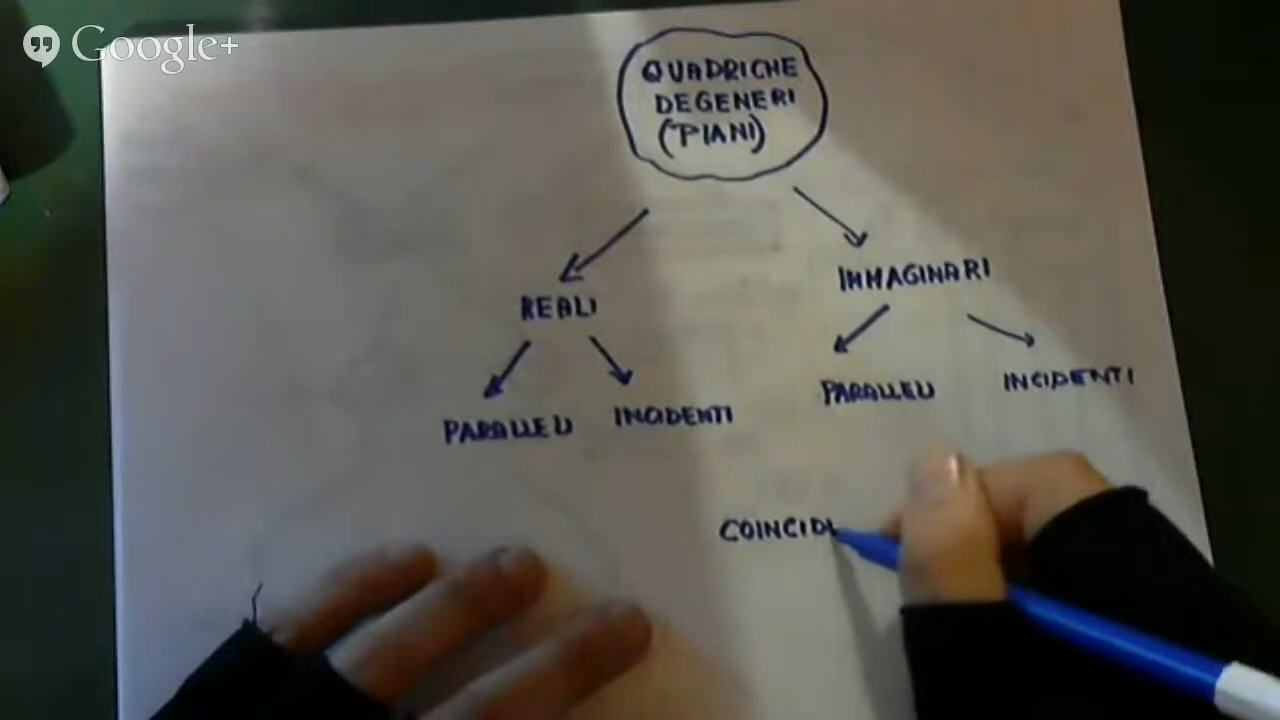 Google+
QUADRICHE
DEGENERI
(PIANI)
REALI
IMMAGINARI
PARALLELI
INCIDENTI
PARALLELI
INCIDENTI
COINCID